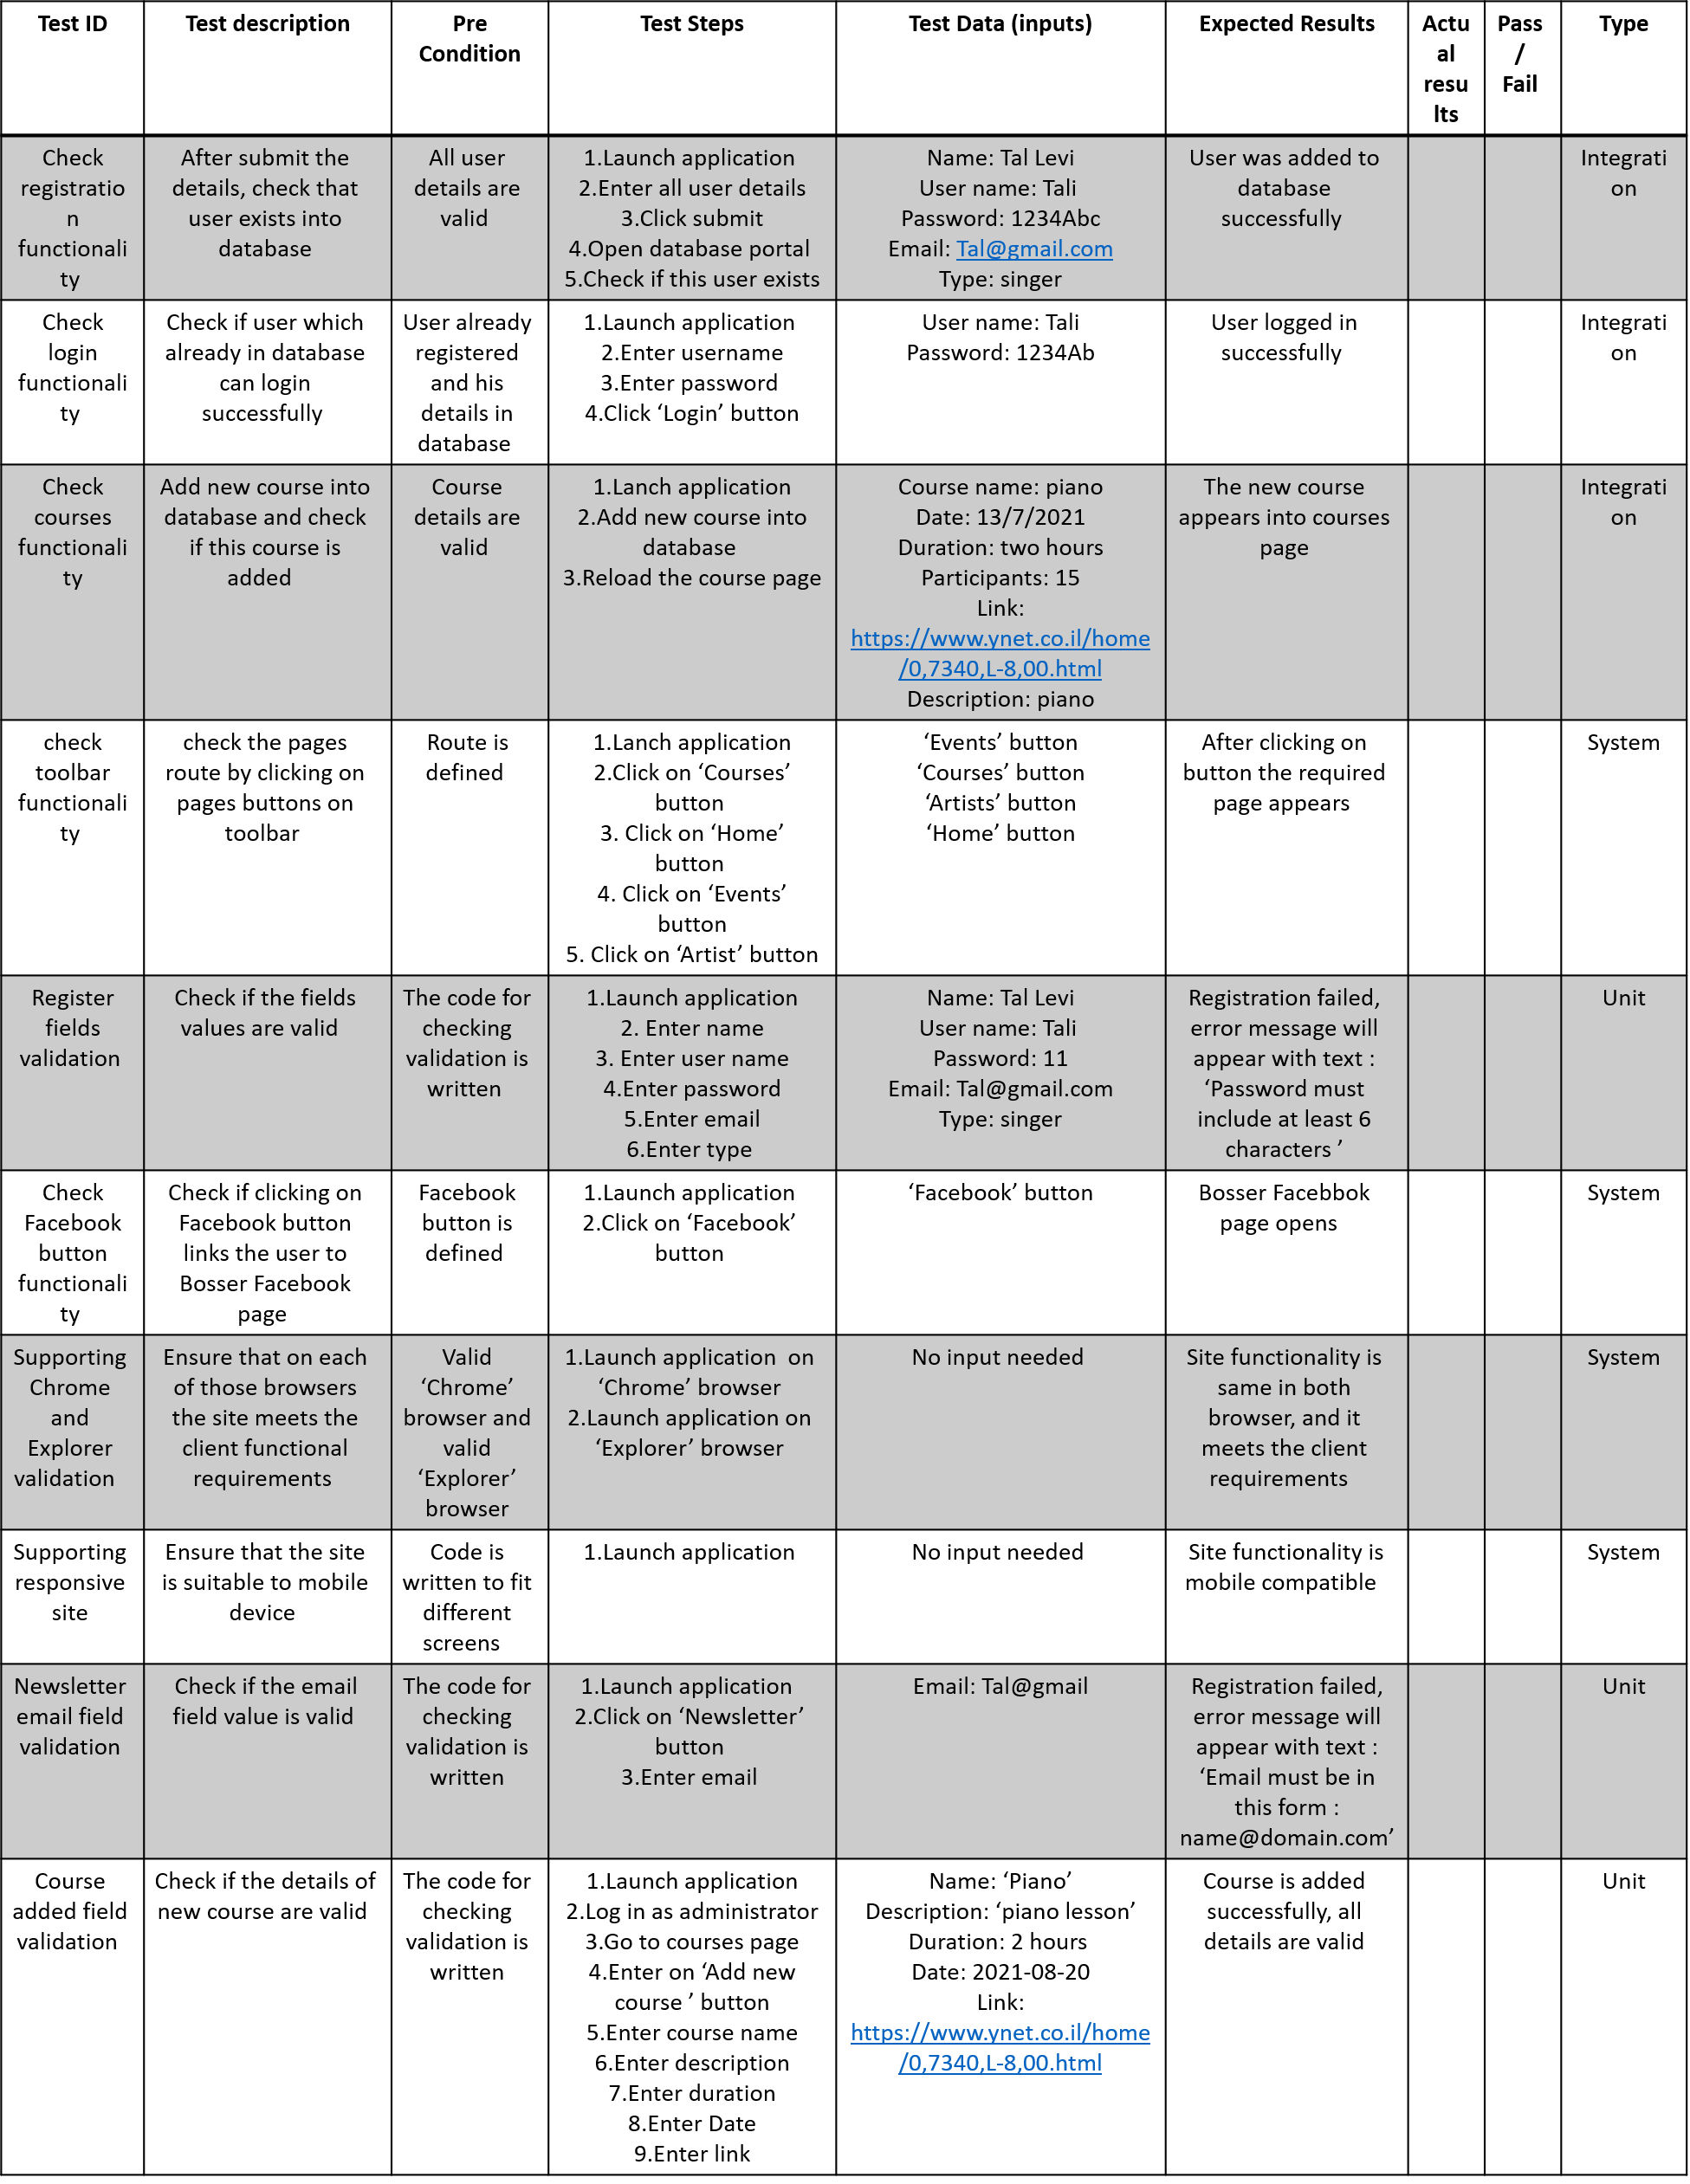 Test ID
Test description
Pre
Condition
Test Steps
Test Data (inputs)
Expected Results
Actu
al
resu
lts
Pass
/
Fail
Type
Check
registratio
n
functionali
ty
After submit the
details, check that
user exists into
database
All user
details are
valid
1.Launch application
2.Enter all user details
3.Click submit
4.Open database portal
5.Check if this user exists
Name: Tal Levi
User name: Tali
Password: 1234Abc
Email: Tal@gmail.com
Type: singer
User was added to
database
successfully
Integrati
on
Check
login
functionali
ty
Check if user which
already in database
can login
successfully
User already
registered
and his
details in
database
1.Launch application
2.Enter username
3.Enter password
4.Click ‘Login’ button
User name: Tali
Password: 1234Ab
User logged in
successfully
Integrati
on
Check
courses
functionali
ty
Add new course into
database and check
if this course is
added
Course
details are
valid
1.Lanch application
2.Add new course into
database
3.Reload the course page
Course name: piano
Date: 13/7/2021
Duration: two hours
Participants: 15
Link:
https://www.ynet.co.il/home
/0,7340,L-8,00.html
Description: piano
The new course
appears into courses
page
Integrati
on
check
toolbar
functionali
ty
check the pages
route by clicking on
pages buttons on
toolbar
Route is
defined
1.Lanch application
2.Click on ‘Courses’
button
3. Click on ‘Home’
button
4. Click on ‘Events’
button
5. Click on ‘Artist’ button
‘Events’ button
‘Courses’ button
‘Artists’ button
‘Home’ button
After clicking on
button the required
page appears
System
Register
fields
validation
Check if the fields
values are valid
The code for
checking
validation is
written
1.Launch application
2. Enter name
3. Enter user name
4.Enter password
5.Enter email
6.Enter type
Name: Tal Levi
User name: Tali
Password: 11
Email: Tal@gmail.com
Type: singer
Registration failed,
error message will
appear with text :
‘Password must
include at least 6
characters ’
Unit
Check
Facebook
button
functionali
ty
Check if clicking on
Facebook button
links the user to
Bosser Facebook
page
Facebook
button is
defined
1.Launch application
2.Click on ‘Facebook’
button
‘Facebook’ button
Bosser Facebbok
page opens
System
Supporting
Chrome
and
Explorer
validation
Ensure that on each
of those browsers
the site meets the
client functional
requirements
Valid
‘Chrome’
browser and
valid
‘Explorer’
browser
1.Launch application on
‘Chrome’ browser
2.Launch application on
‘Explorer’ browser
No input needed
Site functionality is
same in both
browser, and it
meets the client
requirements
System
Supporting
responsive
site
Ensure that the site
is suitable to mobile
device
Code is
written to fit
different
screens
1.Launch application
No input needed
Site functionality is
mobile compatible
System
Newsletter
email field
validation
Check if the email
field value is valid
The code for
checking
validation is
written
1.Launch application
2.Click on ‘Newsletter’
button
3.Enter email
Email: Tal@gmail
Registration failed,
error message will
appear with text :
‘Email must be in
this form :
name@domain.com’
Unit
Course
added field
validation
Check if the details of
new course are valid
The code for
checking
validation is
written
1.Launch application
2.Log in as administrator
3.Go to courses page
4.Enter on ‘Add new
course ’ button
5.Enter course name
6.Enter description
7.Enter duration
8.Enter Date
9.Enter link
Name: ‘Piano’
Description: ‘piano lesson’
Duration: 2 hours
Date: 2021-08-20
Link:
https://www.ynet.co.il/home
/0,7340,L-8,00.html
Course is added
successfully, all
details are valid
Unit